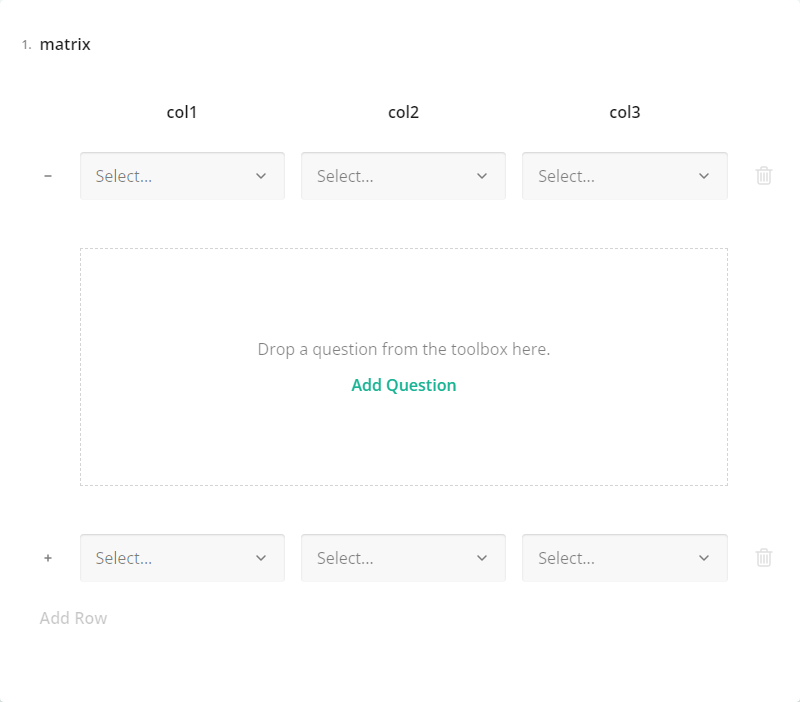 1. matrix
col1 col2 col3
Select... Select... Select...
Drop a question from the toolbox here.
Add Question
Select... Select... Select...
Add Row